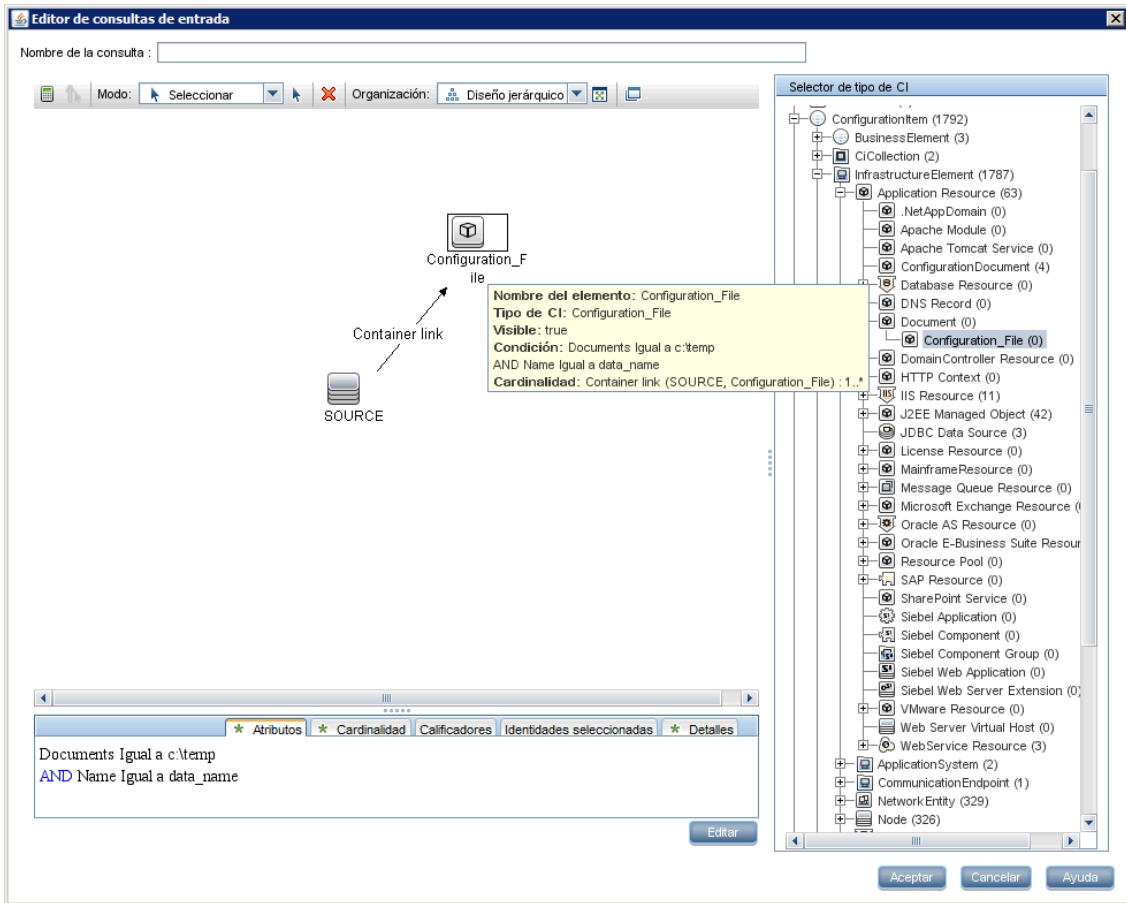 Editor de consultas de entrada
Nombre de la consulta :
Modo: Seleccionar Organización: Diseño jerárquico
Configuration_F
ile
Container link
SOURCE
Nombre del elemento: Configuration_File
Tipo de CI: Configuration_File
Visible: true
Condición: Documents Igual a c:\temp
AND Name Igual a data_name
Cardinalidad: Container link (SOURCE, Configuration_File) : 1..*
Selector de tipo de CI
ConfigurationItem (1792)
BusinessElement (3)
CiCollection (2)
InfrastructureElement (1787)
Application Resource (63)
.NetAppDomain (0)
Apache Module (0)
Apache Tomcat Service (0)
ConfigurationDocument (4)
Database Resource (0)
DNS Record (0)
Document (0)
Configuration_File (0)
DomainController Resource (0)
HTTP Context (0)
IIS Resource (11)
J2EE Managed Object (42)
JDBC Data Source (3)
License Resource (0)
MainframeResource (0)
Message Queue Resource (0)
Microsoft Exchange Resource (
Oracle AS Resource (0)
Oracle E-Business Suite Resour
Resource Pool (0)
SAP Resource (0)
SharePoint Service (0)
Siebel Application (0)
Siebel Component (0)
Siebel Component Group (0)
Siebel Web Application (0)
Siebel Web Server Extension (0)
VMware Resource (0)
Web Server Virtual Host (0)
WebService Resource (3)
ApplicationSystem (2)
CommunicationEndpoint (1)
NetworkEntity (329)
Node (326)
Atributos Cardinalidad Calificadores Identidades seleccionadas Detalles
Documents Igual a c:\temp
AND Name Igual a data_name
Editar
Aceptar Cancelar Ayuda